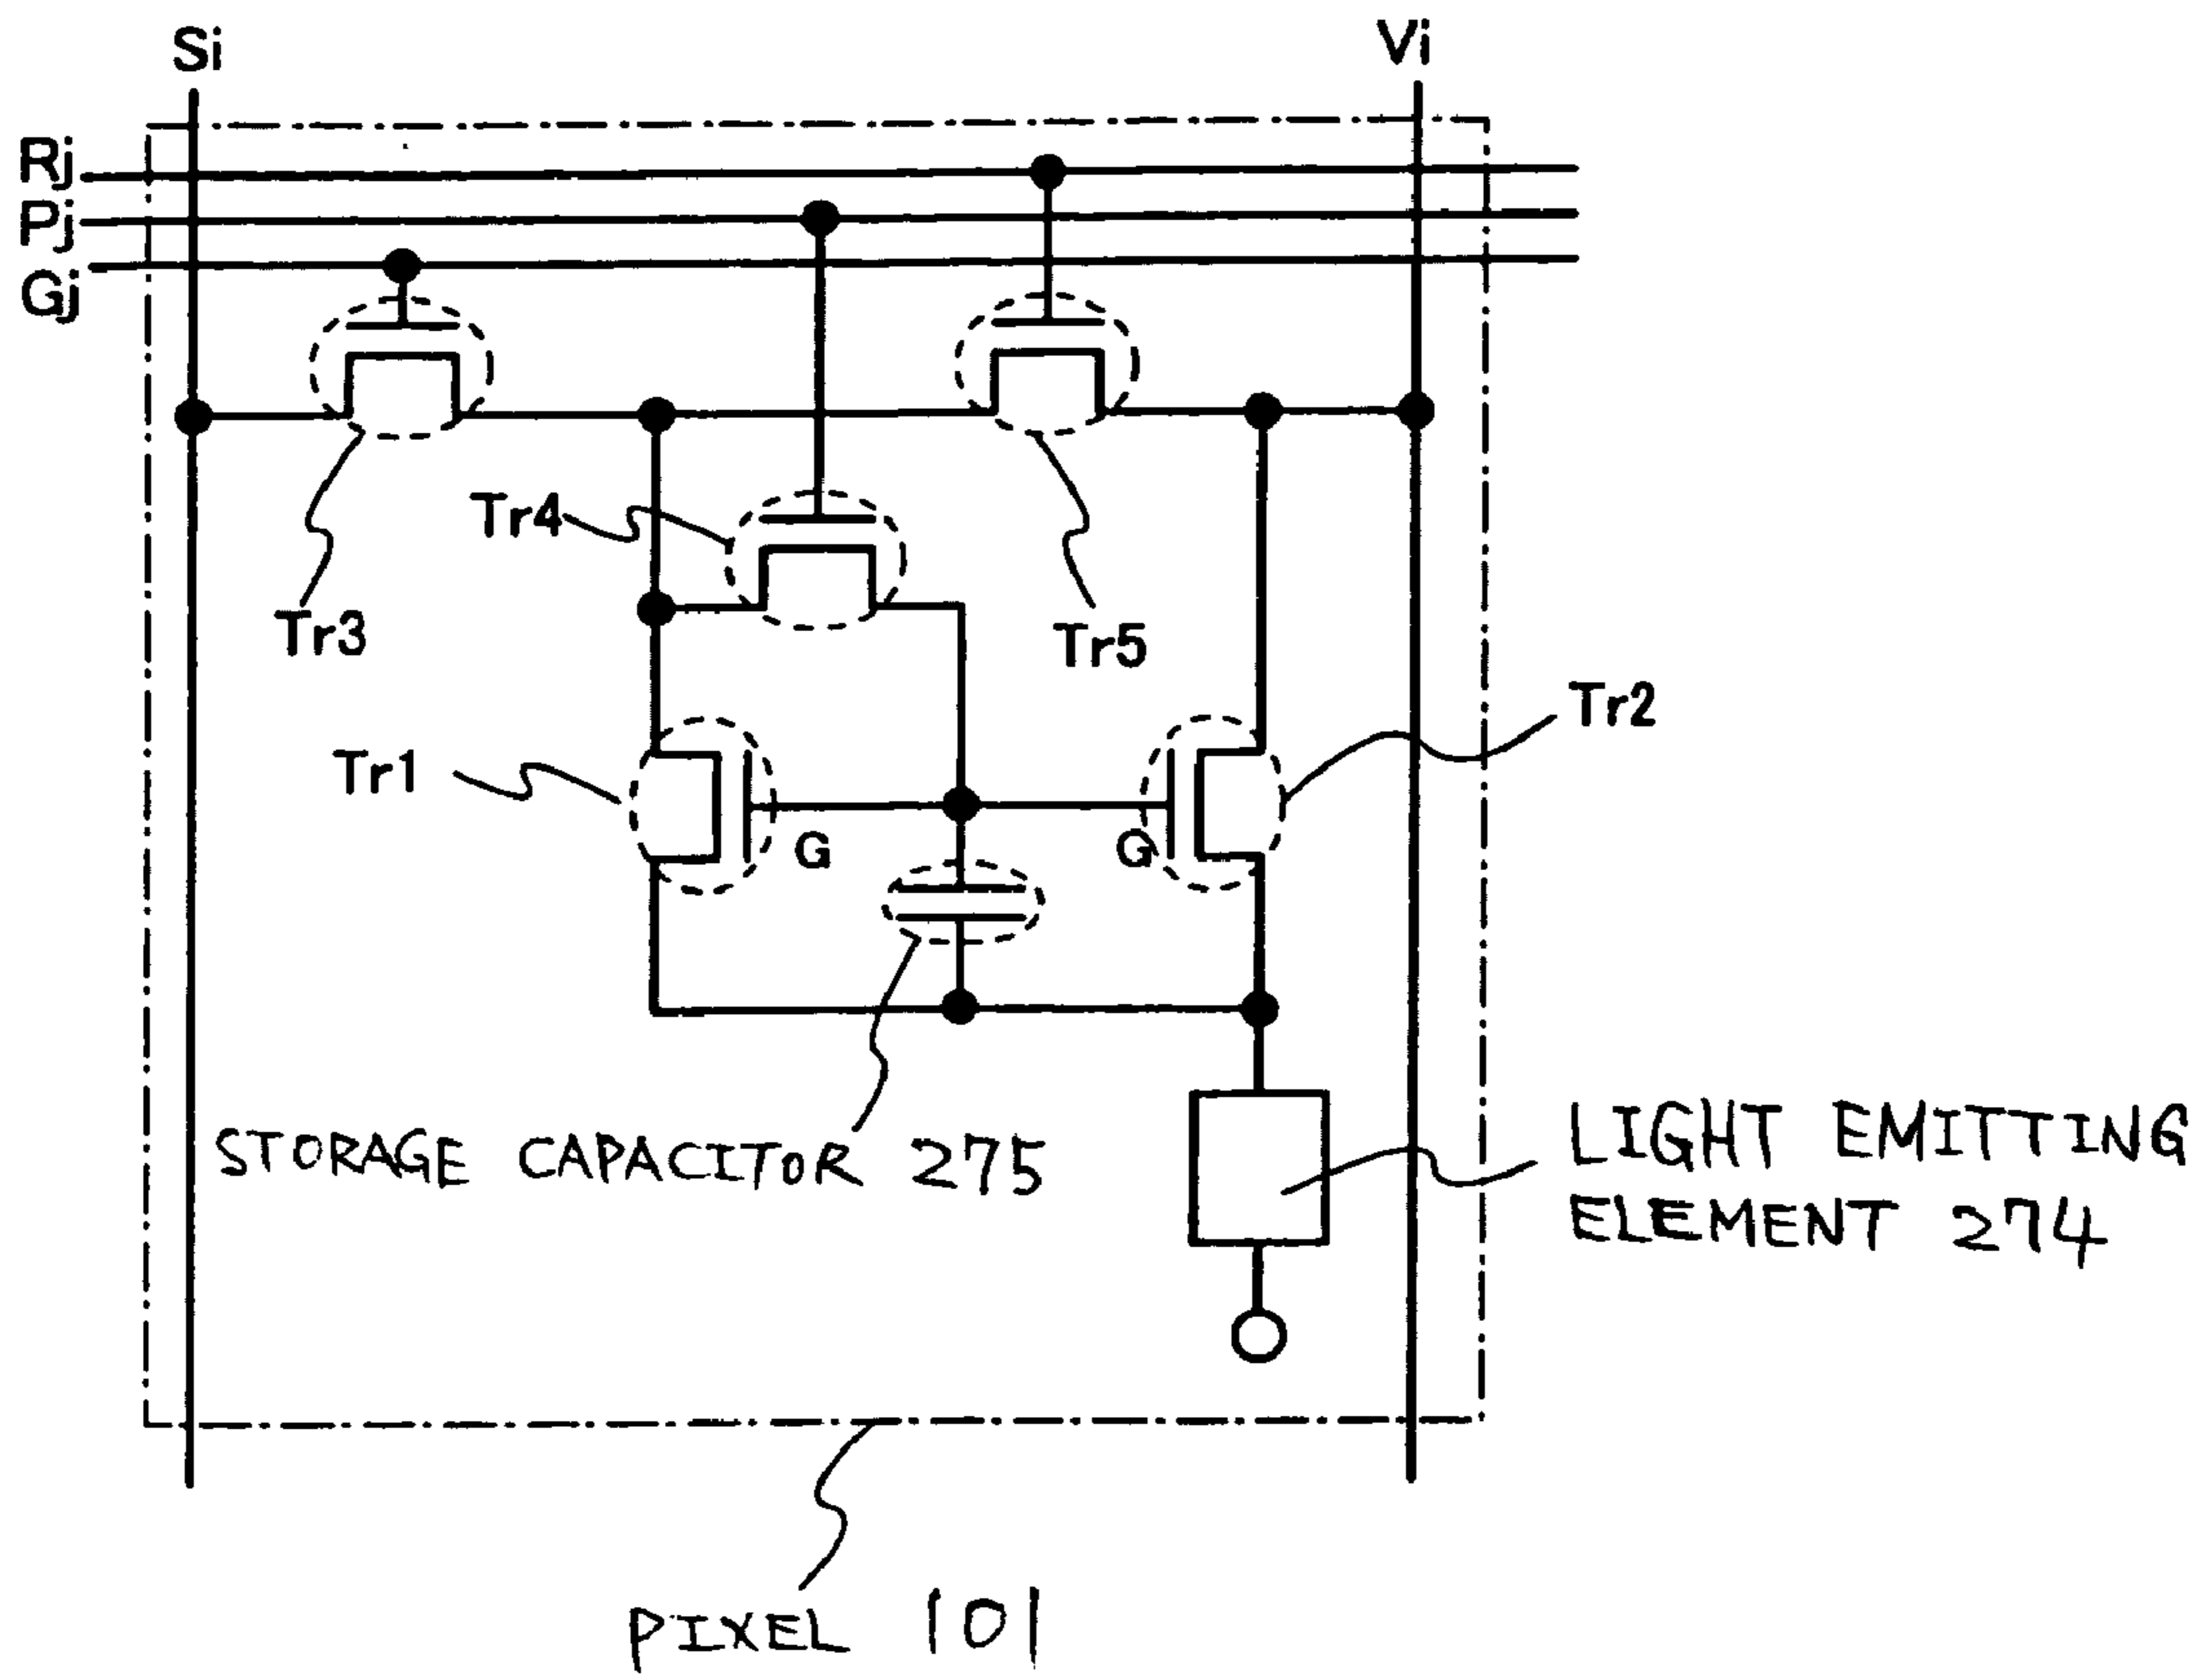 Si
Vi
Rj
Pj
Gj
Tr4
Tr3
Tr5
Tr2
Tr1
G
G
STORAGE CAPACITOR 275
LIGHT EMITTING
ELEMENT 274
PIXEL 101